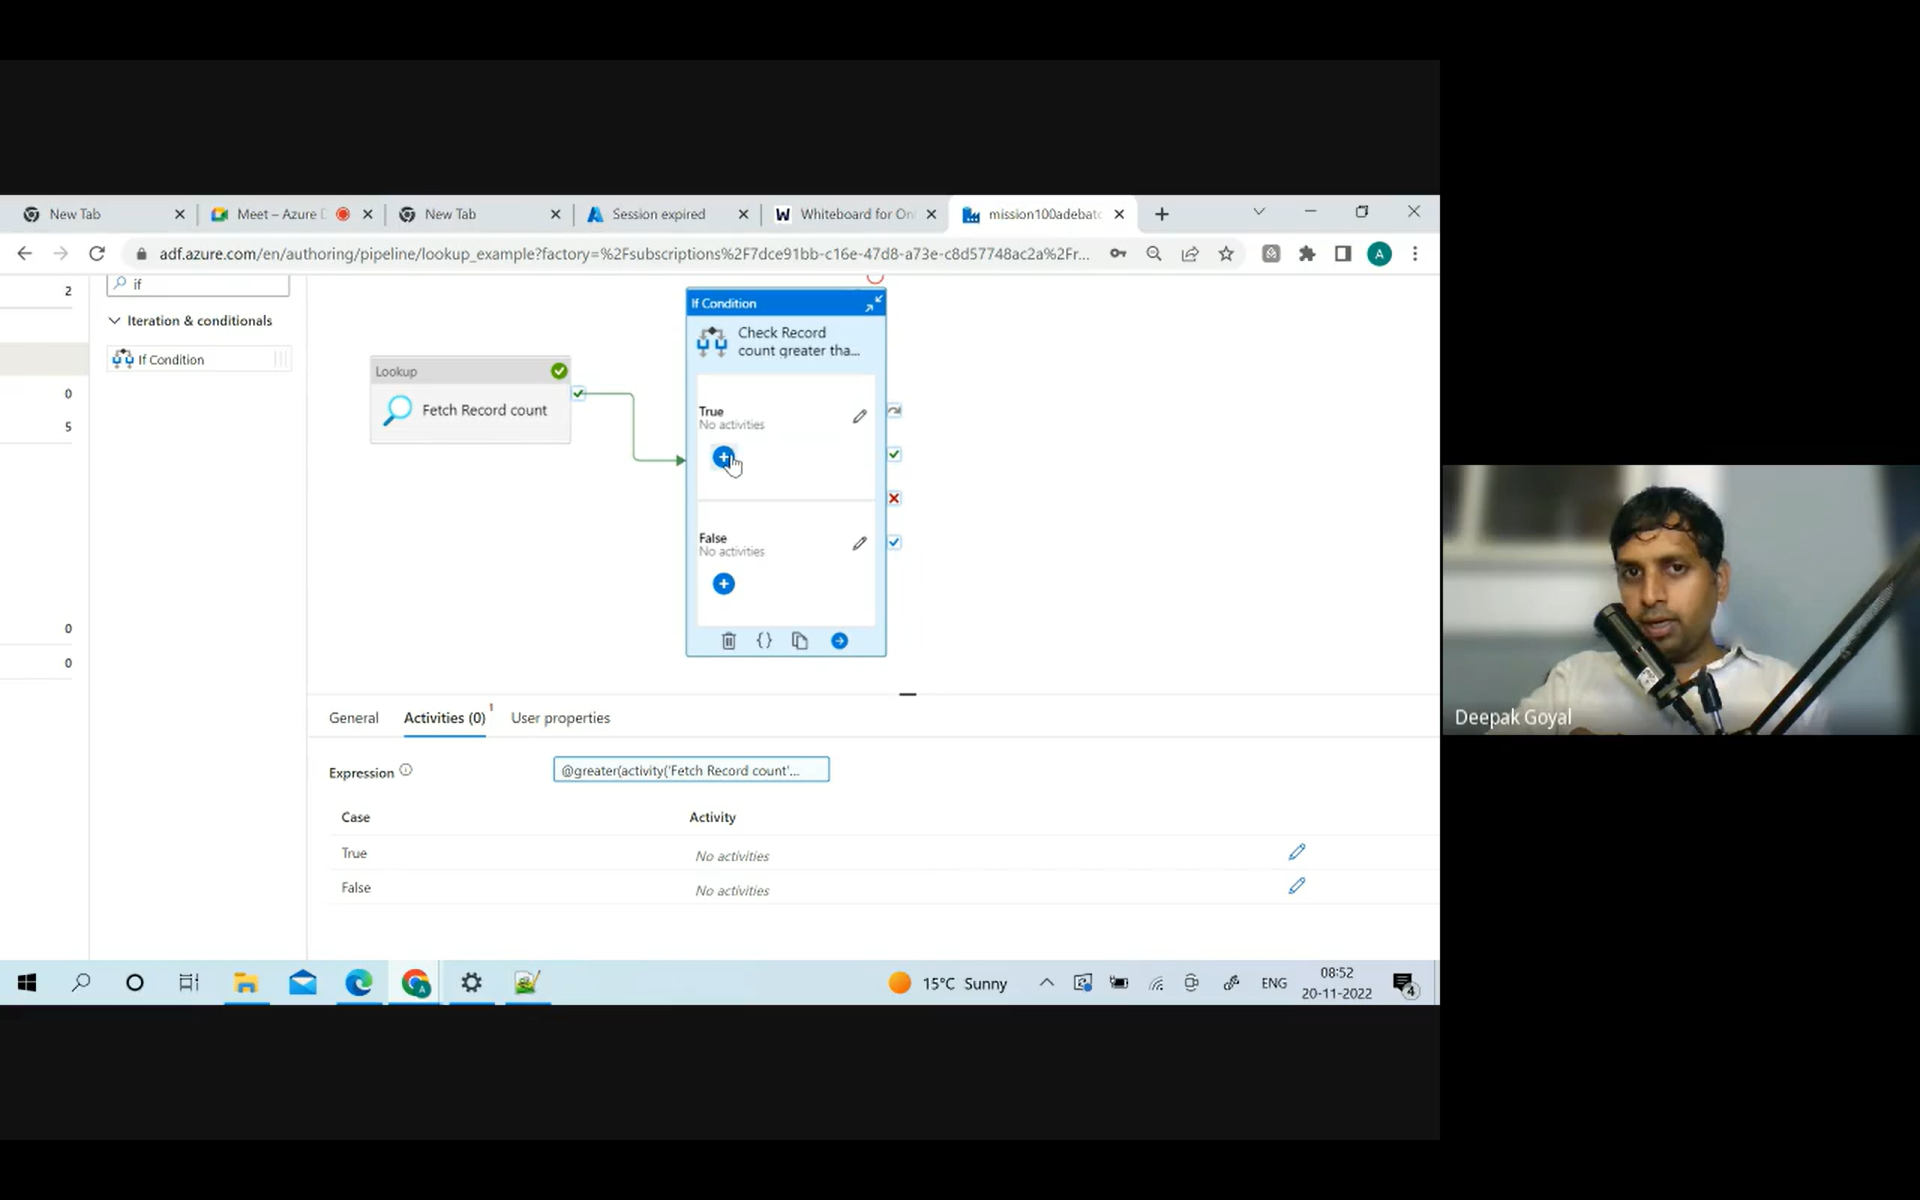 New Tab
Meet – Azure D
New Tab
Session expired
Whiteboard for On
mission100adebatc
adf.azure.com/en/authoring/pipeline/lookup_example?factory=%2Fsubscriptions%2F7dce91bb-c16e-47d8-a73e-c8d57748ac2a%2Fr...
A
2
0
5
0
0
if
Iteration & conditionals
If Condition
Lookup
Fetch Record count
If Condition
Check Record
count greater tha...
True
No activities
False
No activities
{}
General
Activities (0)
1
User properties
Expression
@greater(activity('Fetch Record count'...
Case
Activity
True
No activities
False
No activities
Deepak Goyal
15°C Sunny
ENG
08:52
20-11-2022
4